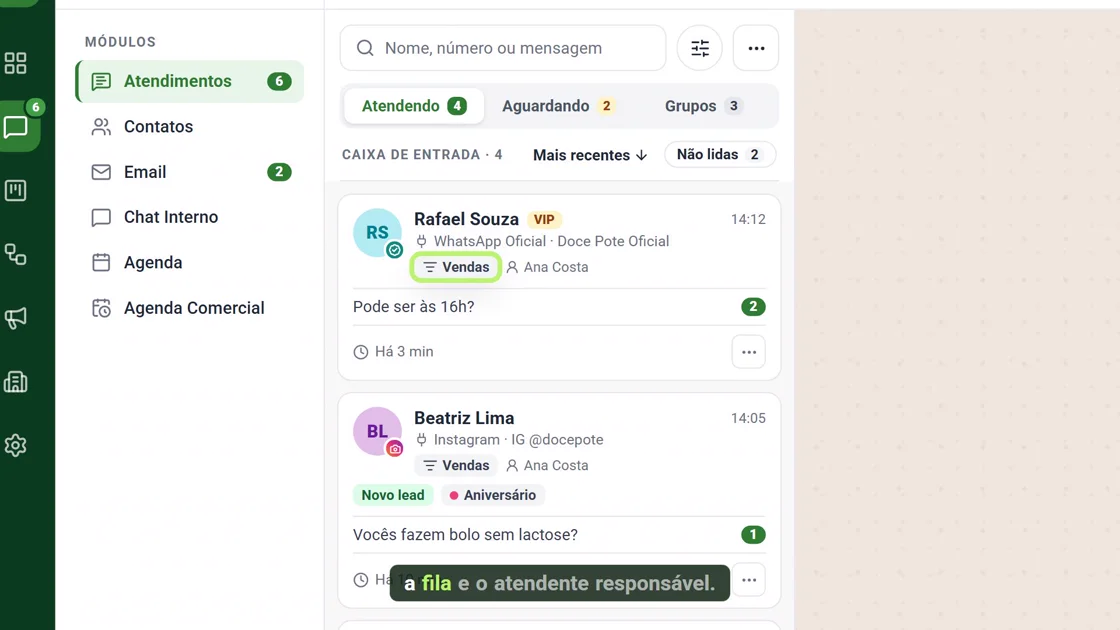 MÓDULOS
Atendimentos 6
Contatos
Email 2
Chat Interno
Agenda
Agenda Comercial
6
Nome, número ou mensagem
Atendendo 4 Aguardando 2 Grupos 3
CAIXA DE ENTRADA · 4 Mais recentes ↓ Não lidas 2
RS Rafael Souza VIP 14:12
WhatsApp Oficial · Doce Pote Oficial
Vendas Ana Costa
Pode ser às 16h? 2
Há 3 min
BL Beatriz Lima 14:05
Instagram · IG @docepote
Vendas Ana Costa
Novo lead Aniversário
Vocês fazem bolo sem lactose? 1
a fila e o atendente responsável.